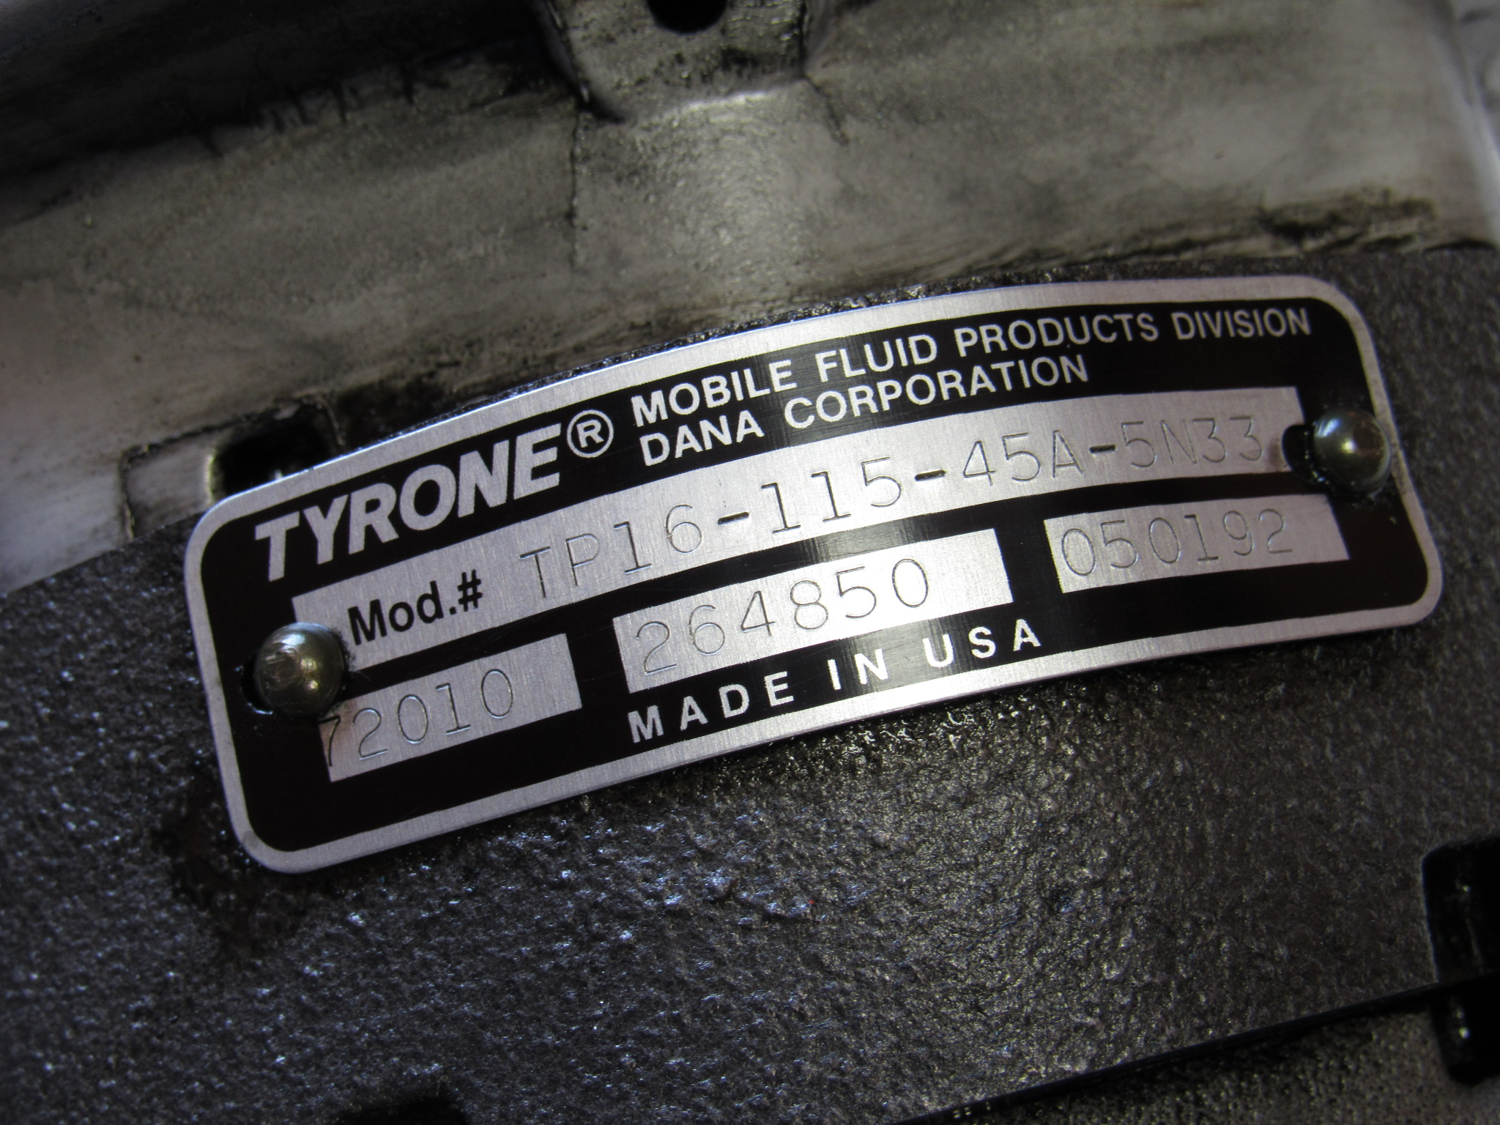 TYRONE® MOBILE FLUID PRODUCTS DIVISION
DANA CORPORATION
Mod.# TP16-115-45A-5N33
72010 264850 050192
MADE IN USA